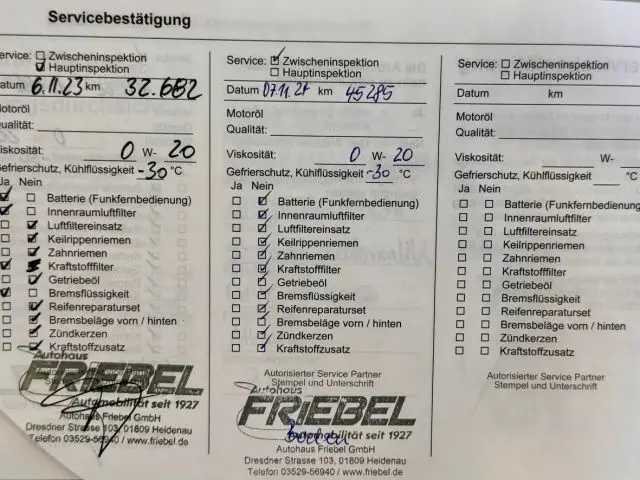 Servicebestätigung
Service: Zwischeninspektion
Hauptinspektion
Datum 6.11.23 km 32.682
Motoröl
Qualität:
Viskosität: 0 W- 20
Gefrierschutz, Kühlflüssigkeit -30 °C
Ja Nein
Batterie (Funkfernbedienung)
Innenraumluftfilter
Luftfiltereinsatz
Keilrippenriemen
Zahnriemen
Kraftstofffilter
Getriebeöl
Bremsflüssigkeit
Reifenreparaturset
Bremsbeläge vorn / hinten
Zündkerzen
Kraftstoffzusatz
Autohaus
FRIEBEL
Automobilität seit 1927
Autohaus Friebel GmbH
Dresdner Strasse 103, 01809 Heidenau
Telefon 03529-56940 / www.friebel.de
Service: Zwischeninspektion
Hauptinspektion
Datum 07.11.24 km 45285
Motoröl
Qualität:
Viskosität: 0 W- 20
Gefrierschutz, Kühlflüssigkeit -30 °C
Ja Nein
Batterie (Funkfernbedienung)
Innenraumluftfilter
Luftfiltereinsatz
Keilrippenriemen
Zahnriemen
Kraftstofffilter
Getriebeöl
Bremsflüssigkeit
Reifenreparaturset
Bremsbeläge vorn / hinten
Zündkerzen
Kraftstoffzusatz
Autorisierter Service Partner
Stempel und Unterschrift
Autohaus
FRIEBEL
Automobilität seit 1927
Autohaus Friebel GmbH
Dresdner Strasse 103, 01809 Heidenau
Telefon 03529-56940 / www.friebel.de
Service: Zwischeninspektion
Hauptinspektion
Datum km
Motoröl
Qualität:
Viskosität: W-
Gefrierschutz, Kühlflüssigkeit °C
Ja Nein
Batterie (Funkfernbedienung
Innenraumluftfilter
Luftfiltereinsatz
Keilrippenriemen
Zahnriemen
Kraftstofffilter
Getriebeöl
Bremsflüssigkeit
Reifenreparaturset
Bremsbeläge vorn / hinten
Zündkerzen
Kraftstoffzusatz
Autorisierter Service Partner
Stempel und Unterschrift